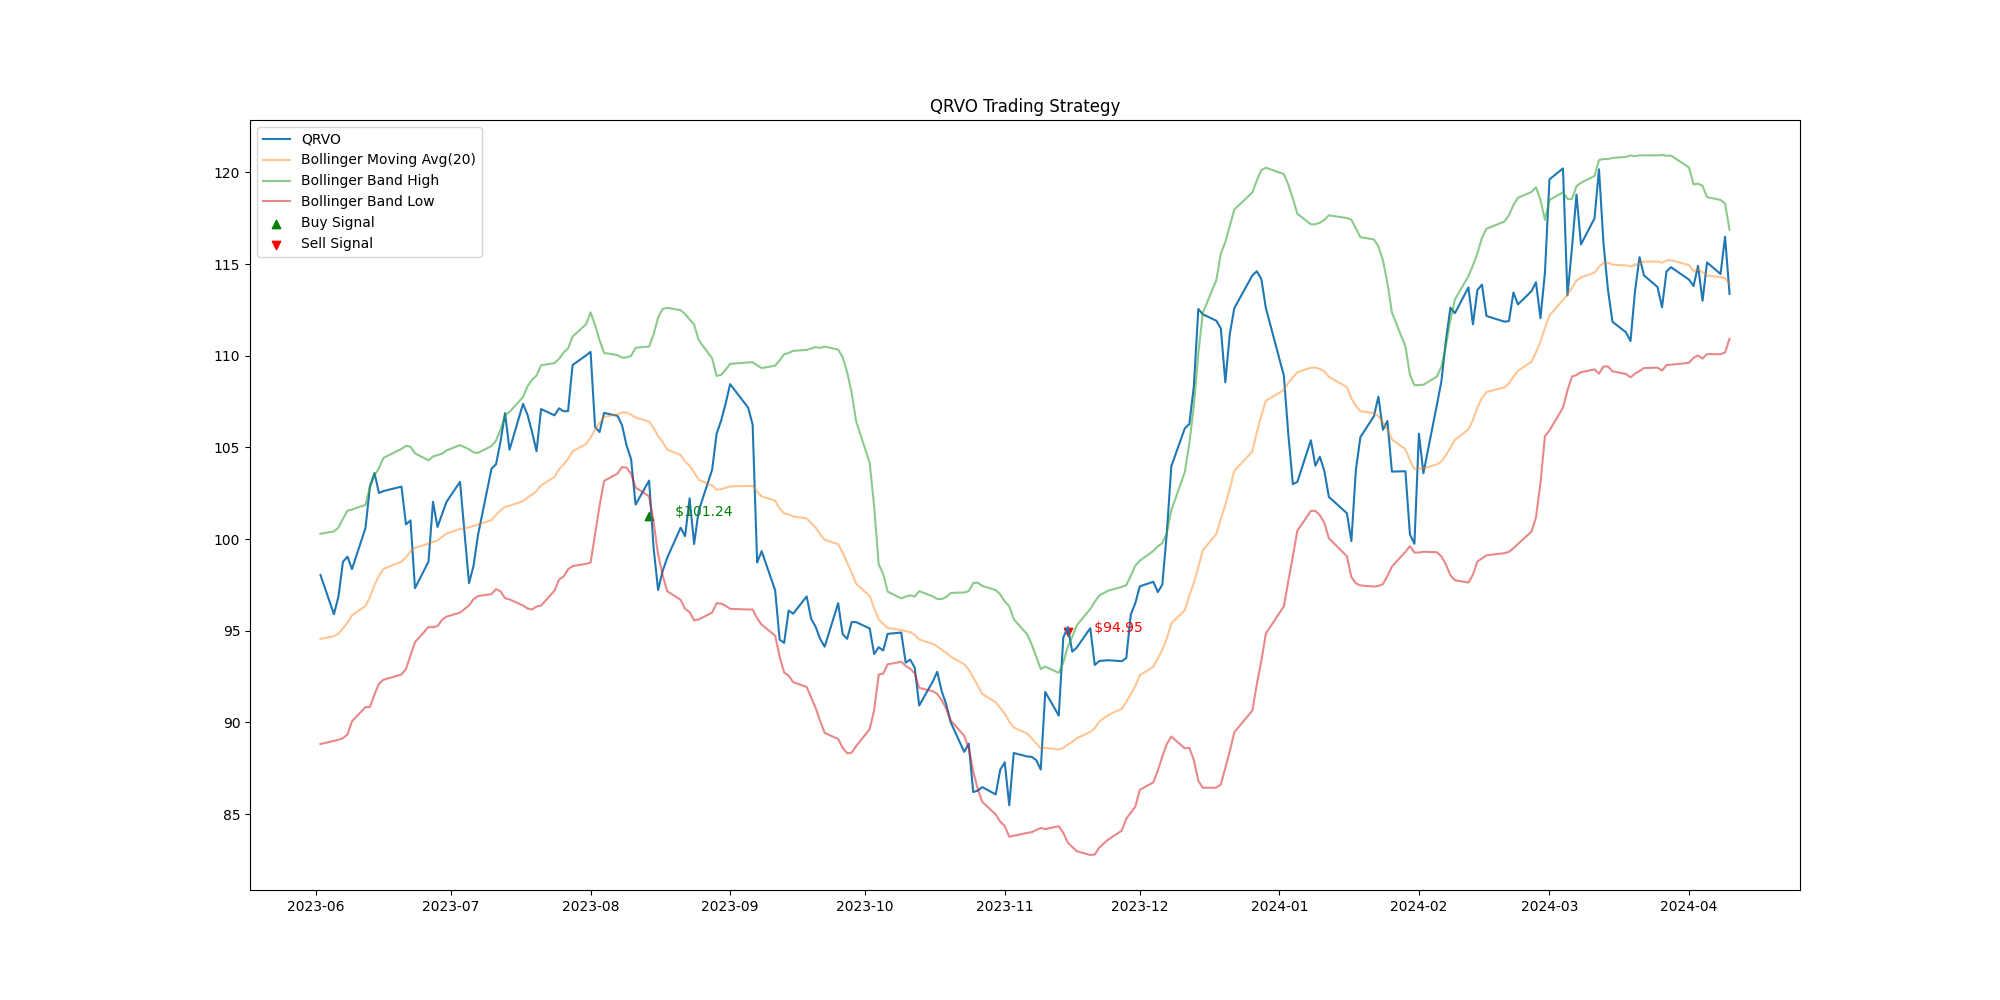 QRVO Trading Strategy
QRVO
Bollinger Moving Avg(20)
Bollinger Band High
Bollinger Band Low
Buy Signal
Sell Signal
120
115
110
105
100
95
90
85
$101.24
$94.95
2023-06 2023-07 2023-08 2023-09 2023-10 2023-11 2023-12 2024-01 2024-02 2024-03 2024-04